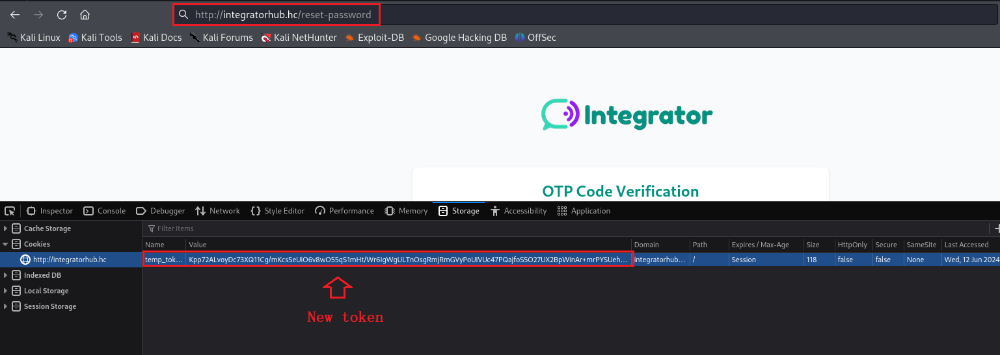 http://integratorhub.hc/reset-password
Kali Linux Kali Tools Kali Docs Kali Forums Kali NetHunter Exploit-DB Google Hacking DB OffSec
Integrator
OTP Code Verification
Inspector Console Debugger Network Style Editor Performance Memory Storage Accessibility Application
Cache Storage
Cookies
http://integratorhub.hc
Indexed DB
Local Storage
Session Storage
Filter Items
Name Value Domain Path Expires / Max-Age Size HttpOnly Secure SameSite Last Accessed
temp_tok... Kpp72ALvoyDc73XQ11Cg/mKcsSeUiO6v8wO55qS1mHt/Wr6IgWgULTnOsgRmjRmGVyPoUIVUc47PQajfoS5O27UX2BpWinAr+mrPYSUeh... integratorhub... / Session 118 false false None Wed, 12 Jun 2024
New token